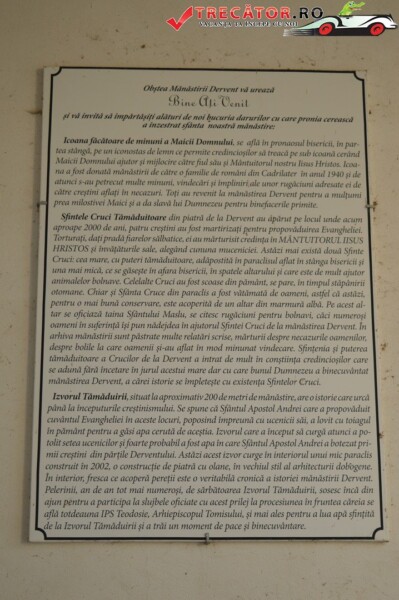 TRECĂTOR.RO
VACANȚA TA ÎNCEPE CU NOI
Obștea Mânăstirii Dervent vă urează
Bine Ați Venit
și vă invită să împărtășiți alături de noi bucuria darurilor cu care pronia cerească
a înzestrat sfânta noastră mânăstire:
Icoana făcătoare de minuni a Maicii Domnului, se află în pronaosul bisericii, în par-
tea stângă, pe un iconostas de lemn ce permite credincioșilor să treacă pe sub icoană cerând
Maicii Domnului ajutor și mijlocire către fiul său și Mântuitorul nostru Iisus Hristos. Icoa-
na a fost donată mânăstirii de către o familie de români din Cadrilater în anul 1940 și de
atunci s-au petrecut multe minuni, vindecări și împliniri ale unor rugăciuni adresate ei de
către creștini aflați în necazuri. Toți au revenit la mânăstirea Dervent pentru a mulțumi
prea milostivei Maici și a da slavă lui Dumnezeu pentru binefacerile primite.
Sfintele Cruci Tămăduitoare din piatră de la Dervent au apărut pe locul unde acum
aproape 2000 de ani, patru creștini au fost martirizați pentru propovăduirea Evangheliei.
Torturați, dați pradă fiarelor sălbatice, ei au mărturisit credința în MÂNTUITORUL IISUS
HRISTOS și învățăturile sale, alegând cununa muceniciei. Astăzi mai există două Sfinte
Cruci: cea mare, cu puteri tămăduitoare, adăpostită în paraclisul aflat în stânga bisericii și
una mai mică, ce se găsește în afara bisericii, în spatele altarului și care este de mult ajutor
animalelor bolnave. Celelalte Cruci au fost scoase din pământ, se pare, în timpul stăpânirii
otomane. Chiar și Sfânta Cruce din paraclis a fost vătămată de oameni, astfel că astăzi,
pentru o mai bună conservare, este acoperită de un altar din marmură albă. Pe acest al-
tar se oficiază taina Sfântului Maslu, se citesc rugăciuni pentru bolnavi, căci numeroși
oameni în suferință își pun nădejdea în ajutorul Sfintei Cruci de la mânăstirea Dervent. În
arhiva mânăstirii sunt păstrate multe relatări scrise, mărturii despre necazurile oamenilor,
despre bolile la care oamenii și-au aflat în mod minunat vindecare. Sfințenia și puterea
tămăduitoare a Crucilor de la Dervent a intrat de mult în conștiința credincioșilor care
se adună fără încetare în jurul acestui mare dar cu care bunul Dumnezeu a binecuvântat
mânăstirea Dervent, a cărei istorie se împletește cu existența Sfintelor Cruci.
Izvorul Tămăduirii, situat la aproximativ 200 de metri de mânăstire, are o istorie care urcă
până la începuturile creștinismului. Se spune că Sfântul Apostol Andrei care a propovăduit
cuvântul Evangheliei în aceste locuri, poposind împreună cu ucenicii săi, a lovit cu toiagul
în pământ pentru a găsi apa cerută de aceștia. Izvorul care a început să curgă atunci a po-
tolit setea ucenicilor și foarte probabil a fost apa în care Sfântul Andrei a botezat pri-
mii creștini din părțile Derventului. Astăzi acest izvor curge în interiorul unui mic paraclis
construit în 2002, o construcție de piatră cu olane, în vechiul stil al arhitecturii dobrogene.
În interior, fresca ce acoperă pereții este o veritabilă cronică a istoriei mânăstirii Dervent.
Pelerinii, an de an tot mai numeroși, de sărbătoarea Izvorul Tămăduirii, sosesc încă din
ajun pentru a participa la slujbele oficiate cu acest prilej la procesiunea în fruntea căreia se
află totdeauna IPS Teodosie, Arhiepiscopul Tomisului, și mai ales pentru a lua apă sfințită
de la Izvorul Tămăduirii și a trăi un moment de pace și binecuvântare.